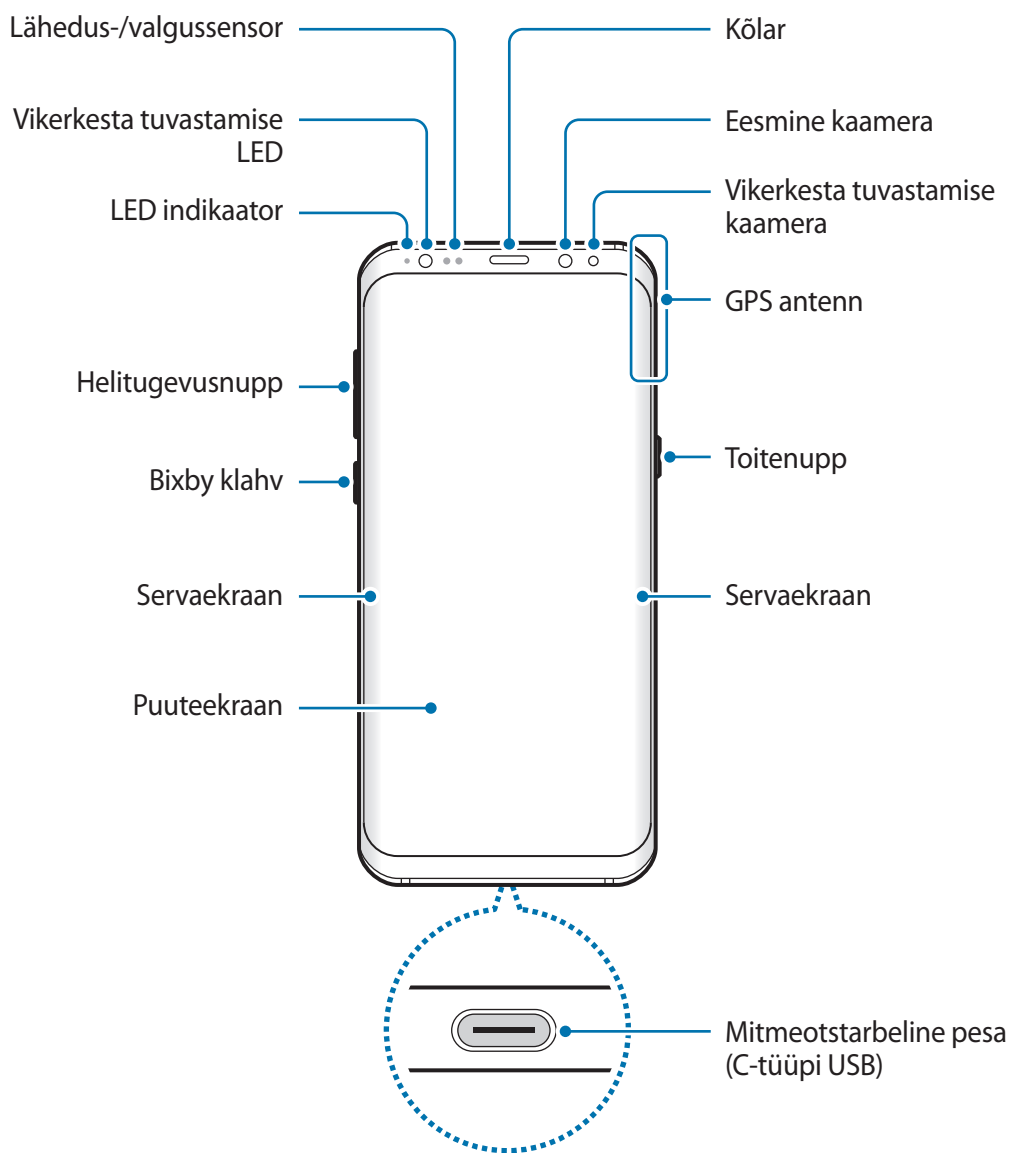 Lähedus-/valgussensor
Vikerkesta tuvastamise
LED
LED indikaator
Helitugevusnupp
Bixby klahv
Servaekraan
Puuteekraan
Kõlar
Eesmine kaamera
Vikerkesta tuvastamise
kaamera
GPS antenn
Toitenupp
Servaekraan
Mitmeotstarbeline pesa
(C-tüüpi USB)